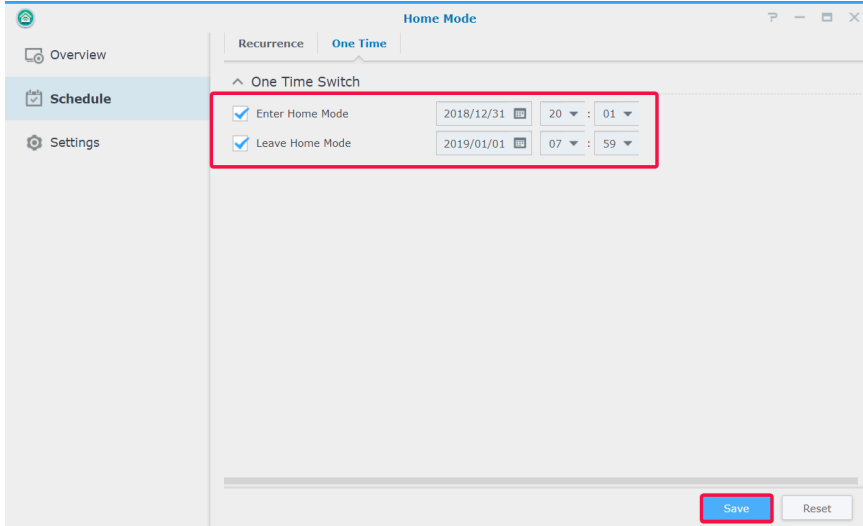 Home Mode
Overview
Schedule
Settings
Recurrence One Time
One Time Switch
Enter Home Mode 2018/12/31 20 : 01
Leave Home Mode 2019/01/01 07 : 59
Save Reset